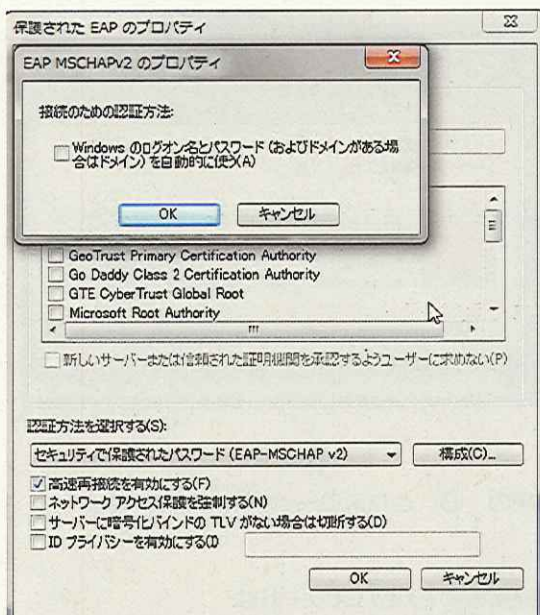 保護された EAP のプロパティ
EAP MSCHAPv2 のプロパティ
接続のための認証方法:
Windows のログオン名とパスワード (およびドメインがある場
合はドメイン) を自動的に使う(A)
OK
キャンセル
GeoTrust Primary Certification Authority
Go Daddy Class 2 Certification Authority
GTE CyberTrust Global Root
Microsoft Root Authority
新しいサーバーまたは信頼された証明機関を承認するようユーザーに求めない(P)
認証方法を選択する(S):
セキュリティで保護されたパスワード (EAP-MSCHAP v2)
構成(C)...
高速再接続を有効にする(F)
ネットワーク アクセス保護を強制する(N)
サーバーに暗号化バインドの TLV がない場合は切断する(D)
ID プライバシーを有効にする(I)
OK
キャンセル